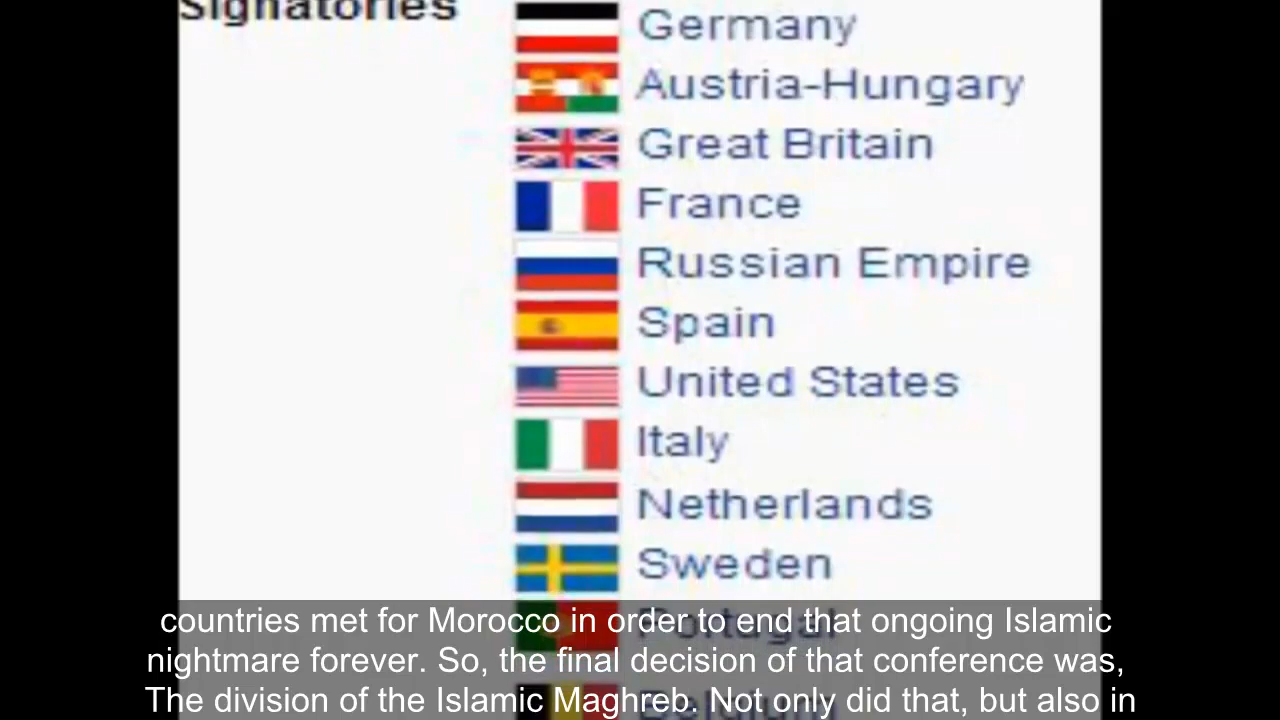 Signatories
Germany
Austria-Hungary
Great Britain
France
Russian Empire
Spain
United States
Italy
Netherlands
Sweden
Portugal
Belgium
countries met for Morocco in order to end that ongoing Islamic
nightmare forever. So, the final decision of that conference was,
The division of the Islamic Maghreb. Not only did that, but also in